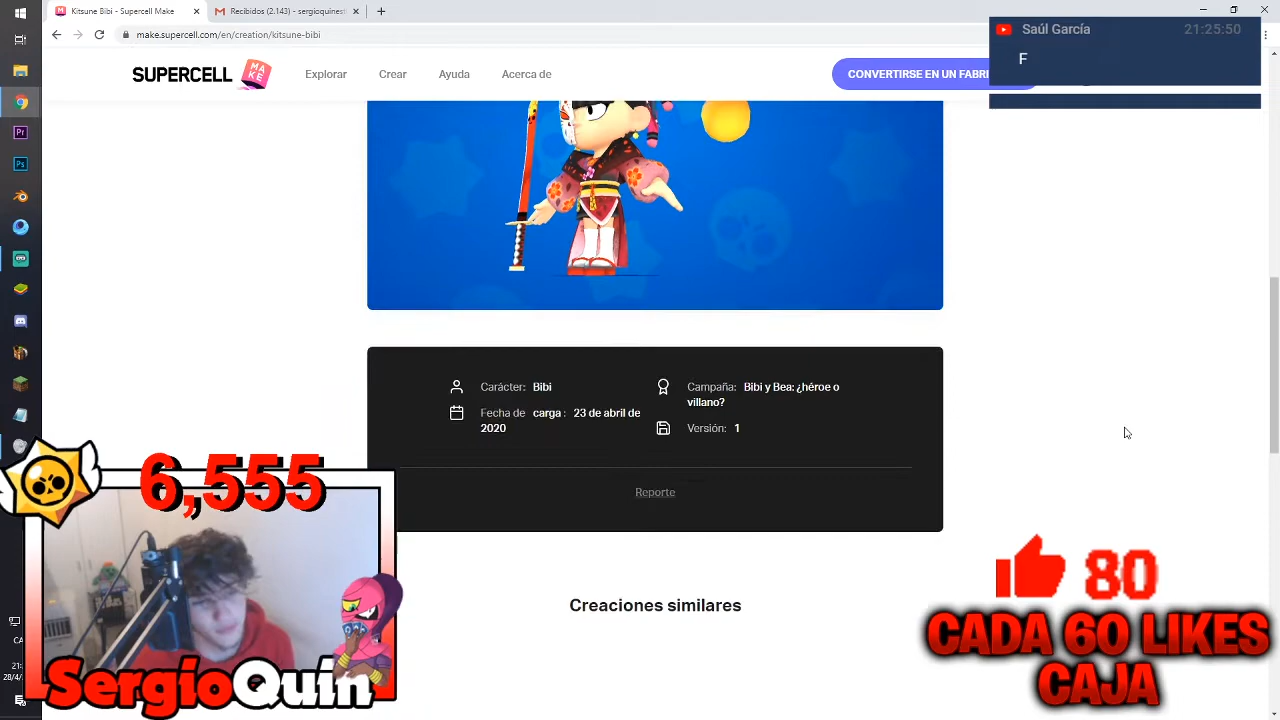 Kitsune Bibi - Supercell Make
Recibidos (2.143) - sergioquinest
make.supercell.com/en/creation/kitsune-bibi
SUPERCELL MAKE
Explorar
Crear
Ayuda
Acerca de
CONVERTIRSE EN UN FABRI
Saúl García
21:25:50
F
Carácter: Bibi
Campaña: Bibi y Bea: ¿héroe o
villano?
Fecha de carga : 23 de abril de
2020
Versión: 1
Reporte
6,555
Creaciones similares
SergioQuin
80
CADA 60 LIKES
CAJA